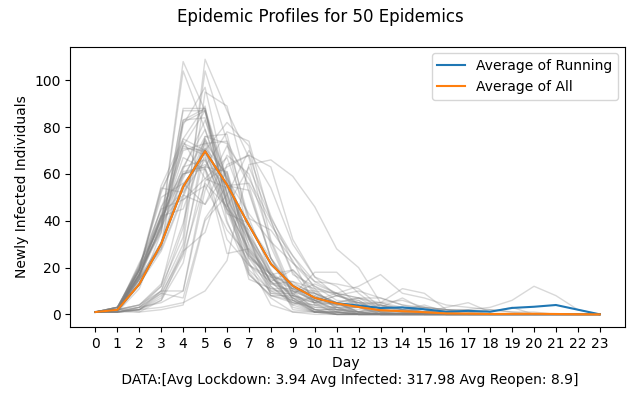 Epidemic Profiles for 50 Epidemics
Average of Running
Average of All
Newly Infected Individuals
100
80
60
40
20
0
0 1 2 3 4 5 6 7 8 9 10 11 12 13 14 15 16 17 18 19 20 21 22 23
Day
DATA:[Avg Lockdown: 3.94 Avg Infected: 317.98 Avg Reopen: 8.9]